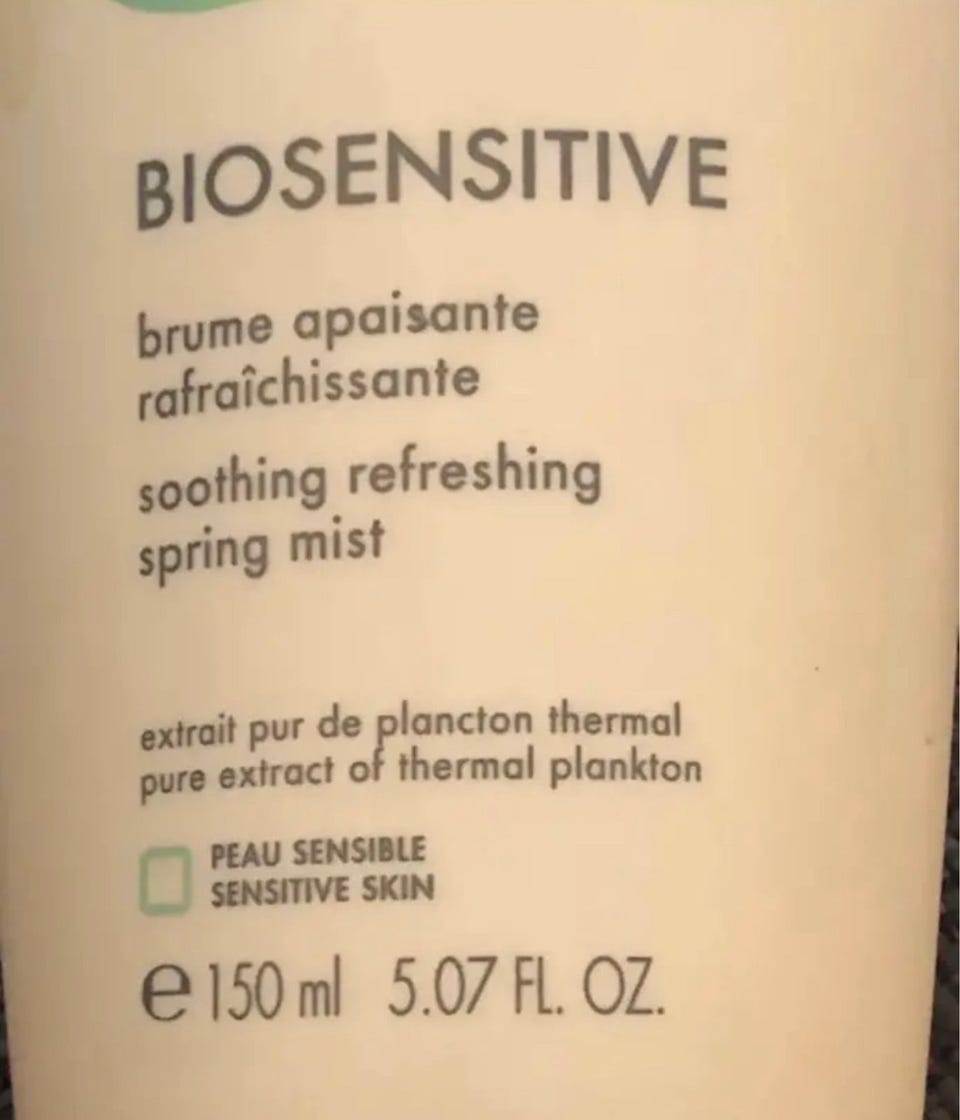 BIOSENSITIVE
brume apaisante
rafraîchissante
soothing refreshing
spring mist
extrait pur de plancton thermal
pure extract of thermal plankton
PEAU SENSIBLE
SENSITIVE SKIN
℮ 150 ml 5.07 FL. OZ.